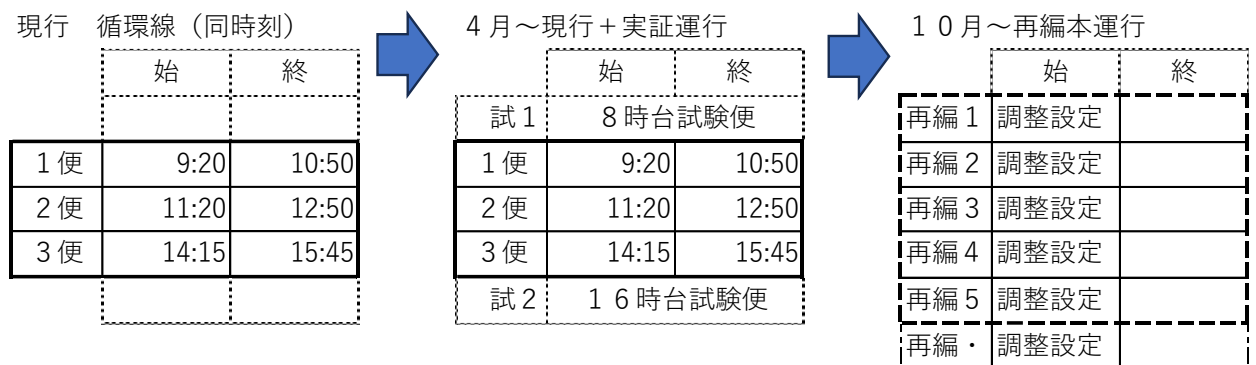 現行　循環線（同時刻）
始 終
1便 9:20 10:50
2便 11:20 12:50
3便 14:15 15:45
４月～現行＋実証運行
始 終
試１ ８時台試験便
1便 9:20 10:50
2便 11:20 12:50
3便 14:15 15:45
試２ １６時台試験便
１０月～再編本運行
始 終
再編１ 調整設定
再編２ 調整設定
再編３ 調整設定
再編４ 調整設定
再編５ 調整設定
再編・ 調整設定